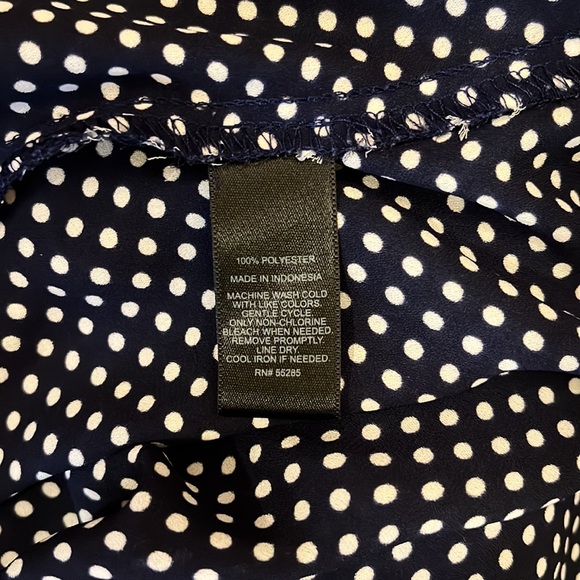 100% POLYESTER
MADE IN INDONESIA
MACHINE WASH COLD
WITH LIKE COLORS.
GENTLE CYCLE.
ONLY NON-CHLORINE
BLEACH WHEN NEEDED.
REMOVE PROMPTLY.
LINE DRY.
COOL IRON IF NEEDED.
RN# 55285